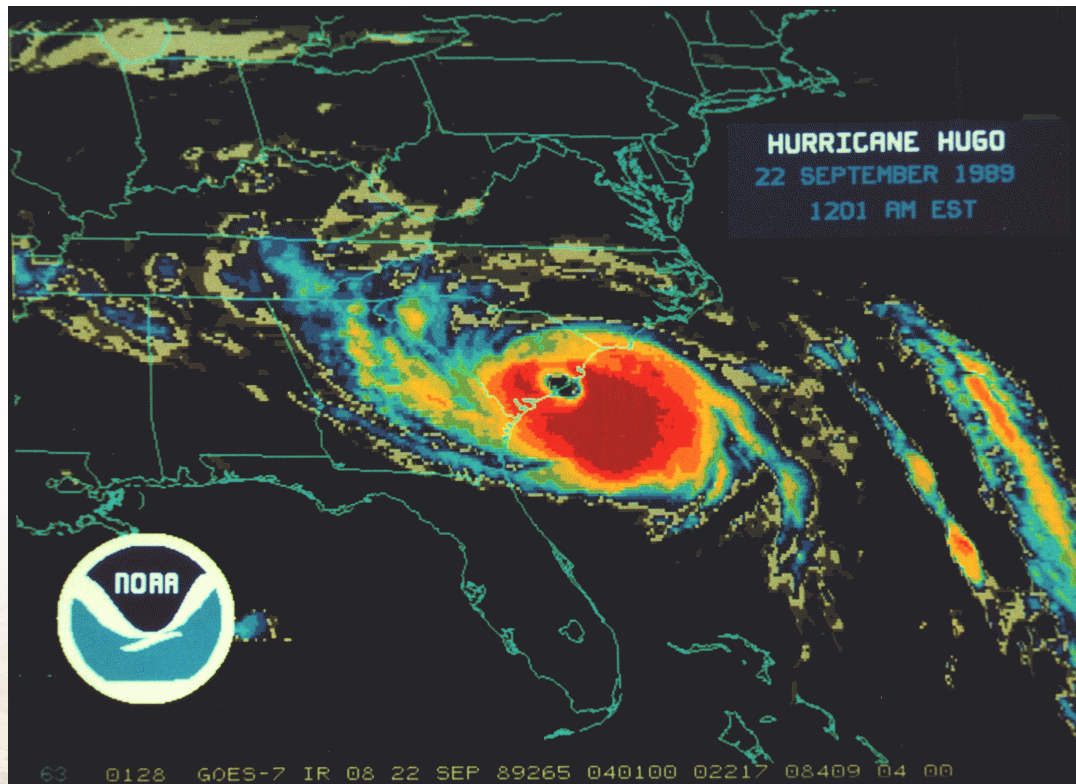 HURRICANE HUGO
22 SEPTEMBER 1989
1201 AM EST
NOAA
63 0128 GOES-7 IR 08 22 SEP 89265 040100 02217 08409 04 00